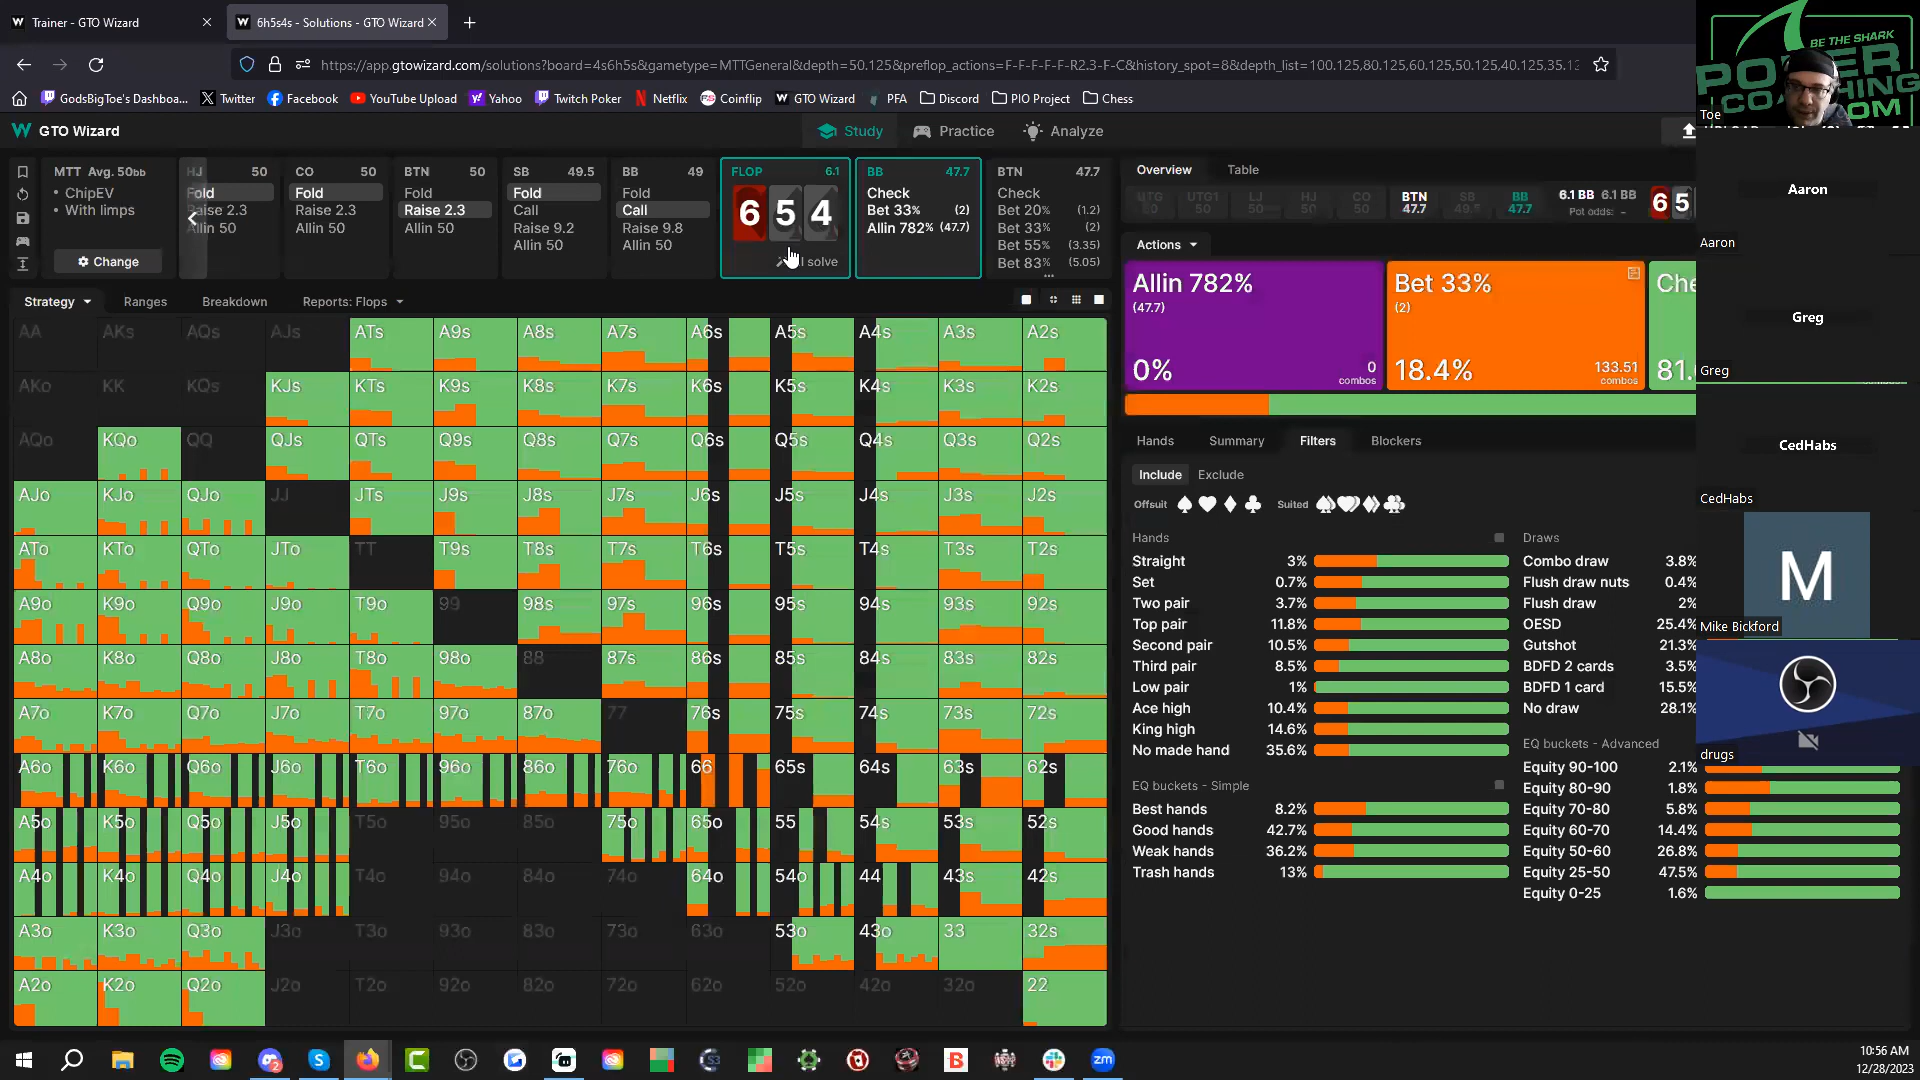 Trainer - GTO Wizard
6h5s4s - Solutions - GTO Wizard
https://app.gtowizard.com/solutions?board=4s6h5s&gametype=MTTGeneral&depth=50.125&preflop_actions=F-F-F-F-F-R2.3-F-C&history_spot=8&depth_list=100.125,80.125,60.125,50.125,40.125,35.1
GodsBigToe's Dashboa... Twitter Facebook YouTube Upload Yahoo Twitch Poker Netflix Coinflip GTO Wizard PFA Discord PIO Project Chess
GTO Wizard Study Practice Analyze
MTT Avg. 50bb
ChipEV
With limps
Change
HJ 50
Fold
Raise 2.3
Allin 50
CO 50
Fold
Raise 2.3
Allin 50
BTN 50
Fold
Raise 2.3
Allin 50
SB 49.5
Fold
Call
Raise 9.2
Allin 50
BB 49
Fold
Call
Raise 9.8
Allin 50
FLOP 6.1
6 5 4
solve
BB 47.7
Check
Bet 33% (2)
Allin 782% (47.7)
BTN 47.7
Check
Bet 20% (1.2)
Bet 33% (2)
Bet 55% (3.35)
Bet 83% (5.05)
Strategy Ranges Breakdown Reports: Flops
AA AKs AQs AJs ATs A9s A8s A7s A6s A5s A4s A3s A2s
AKo KK KQs KJs KTs K9s K8s K7s K6s K5s K4s K3s K2s
AQo KQo QQ QJs QTs Q9s Q8s Q7s Q6s Q5s Q4s Q3s Q2s
AJo KJo QJo JJ JTs J9s J8s J7s J6s J5s J4s J3s J2s
ATo KTo QTo JTo TT T9s T8s T7s T6s T5s T4s T3s T2s
A9o K9o Q9o J9o T9o 99 98s 97s 96s 95s 94s 93s 92s
A8o K8o Q8o J8o T8o 98o 88 87s 86s 85s 84s 83s 82s
A7o K7o Q7o J7o T7o 97o 87o 77 76s 75s 74s 73s 72s
A6o K6o Q6o J6o T6o 96o 86o 76o 66 65s 64s 63s 62s
A5o K5o Q5o J5o T5o 95o 85o 75o 65o 55 54s 53s 52s
A4o K4o Q4o J4o T4o 94o 84o 74o 64o 54o 44 43s 42s
A3o K3o Q3o J3o T3o 93o 83o 73o 63o 53o 43o 33 32s
A2o K2o Q2o J2o T2o 92o 82o 72o 62o 52o 42o 32o 22
Overview Table
UTG 50
UTG1 50
LJ 50
HJ 50
CO 50
BTN 47.7
SB 49.5
BB 47.7
6.1 BB 6.1 BB
Pot odds: -
6 5
Actions
Allin 782%
(47.7)
0%
0 combos
Bet 33%
(2)
18.4%
133.51 combos
Che
81.
Hands Summary Filters Blockers
Include Exclude
Offsuit Suited
Hands
Straight 3%
Set 0.7%
Two pair 3.7%
Top pair 11.8%
Second pair 10.5%
Third pair 8.5%
Low pair 1%
Ace high 10.4%
King high 14.6%
No made hand 35.6%
EQ buckets - Simple
Best hands 8.2%
Good hands 42.7%
Weak hands 36.2%
Trash hands 13%
Draws
Combo draw 3.8%
Flush draw nuts 0.4%
Flush draw 2%
OESD 25.4%
Gutshot 21.3%
BDFD 2 cards 3.5%
BDFD 1 card 15.5%
No draw 28.1%
EQ buckets - Advanced
Equity 90-100 2.1%
Equity 80-90 1.8%
Equity 70-80 5.8%
Equity 60-70 14.4%
Equity 50-60 26.8%
Equity 25-50 47.5%
Equity 0-25 1.6%
BE THE SHARK
Toe
Aaron
Aaron
Greg
Greg
CedHabs
CedHabs
M
Mike Bickford
drugs
10:56 AM
12/28/2023